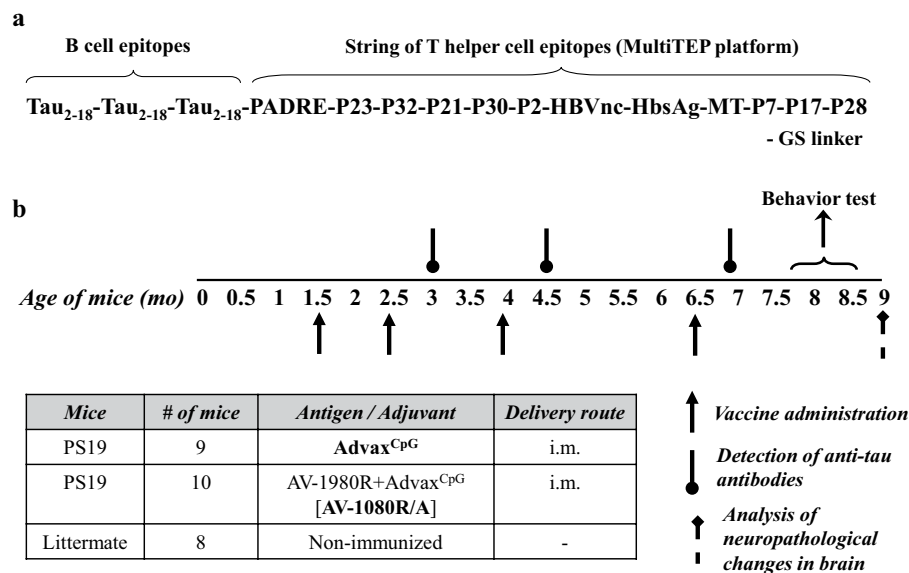 a
B cell epitopes
String of T helper cell epitopes (MultiTEP platform)
Tau2-18-Tau2-18-Tau2-18-PADRE-P23-P32-P21-P30-P2-HBVnc-HbsAg-MT-P7-P17-P28
- GS linker
b
Behavior test
Age of mice (mo) 0 0.5 1 1.5 2 2.5 3 3.5 4 4.5 5 5.5 6 6.5 7 7.5 8 8.5 9
Mice # of mice Antigen / Adjuvant Delivery route
PS19 9 AdvaxCpG i.m.
PS19 10 AV-1980R+AdvaxCpG i.m.
[AV-1080R/A]
Littermate 8 Non-immunized -
Vaccine administration
Detection of anti-tau
antibodies
Analysis of
neuropathological
changes in brain